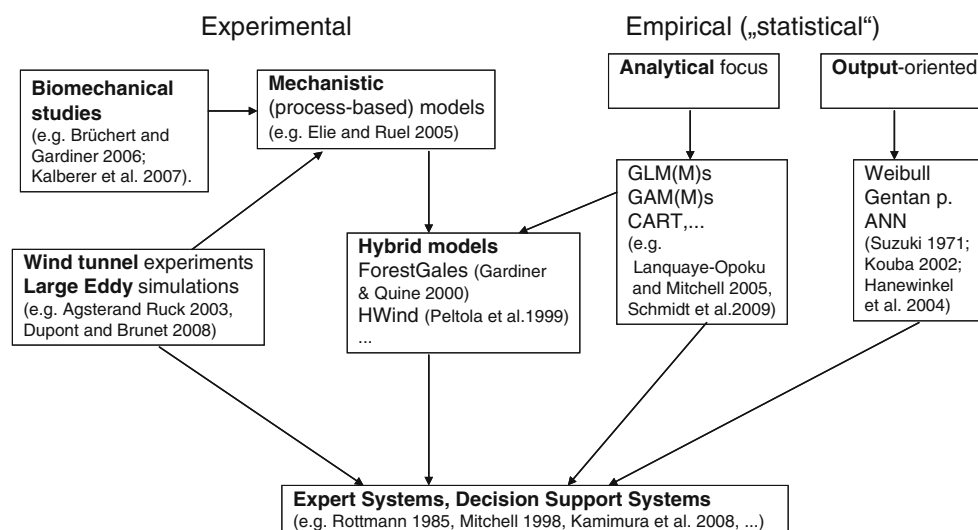 Experimental
Empirical („statistical“)
Biomechanical
studies
(e.g. Brüchert and
Gardiner 2006;
Kalberer et al. 2007).
Mechanistic
(process-based) models
(e.g. Elie and Ruel 2005)
Analytical focus
Output-oriented
GLM(M)s
GAM(M)s
CART,...
(e.g.
Lanquaye-Opoku
and Mitchell 2005,
Schmidt et al.2009)
Weibull
Gentan p.
ANN
(Suzuki 1971;
Kouba 2002;
Hanewinkel
et al. 2004)
Wind tunnel experiments
Large Eddy simulations
(e.g. Agsterand Ruck 2003,
Dupont and Brunet 2008)
Hybrid models
ForestGales (Gardiner
& Quine 2000)
HWind (Peltola et al.1999)
...
Expert Systems, Decision Support Systems
(e.g. Rottmann 1985, Mitchell 1998, Kamimura et al. 2008, ...)